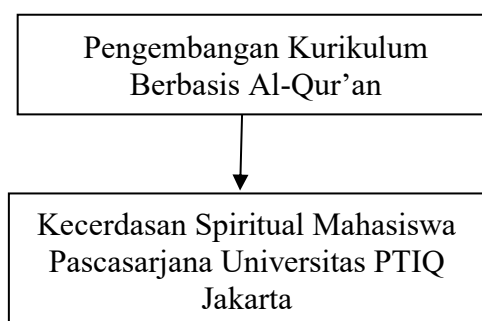 Pengembangan Kurikulum
Berbasis Al-Qur’an
Kecerdasan Spiritual Mahasiswa
Pascasarjana Universitas PTIQ
Jakarta